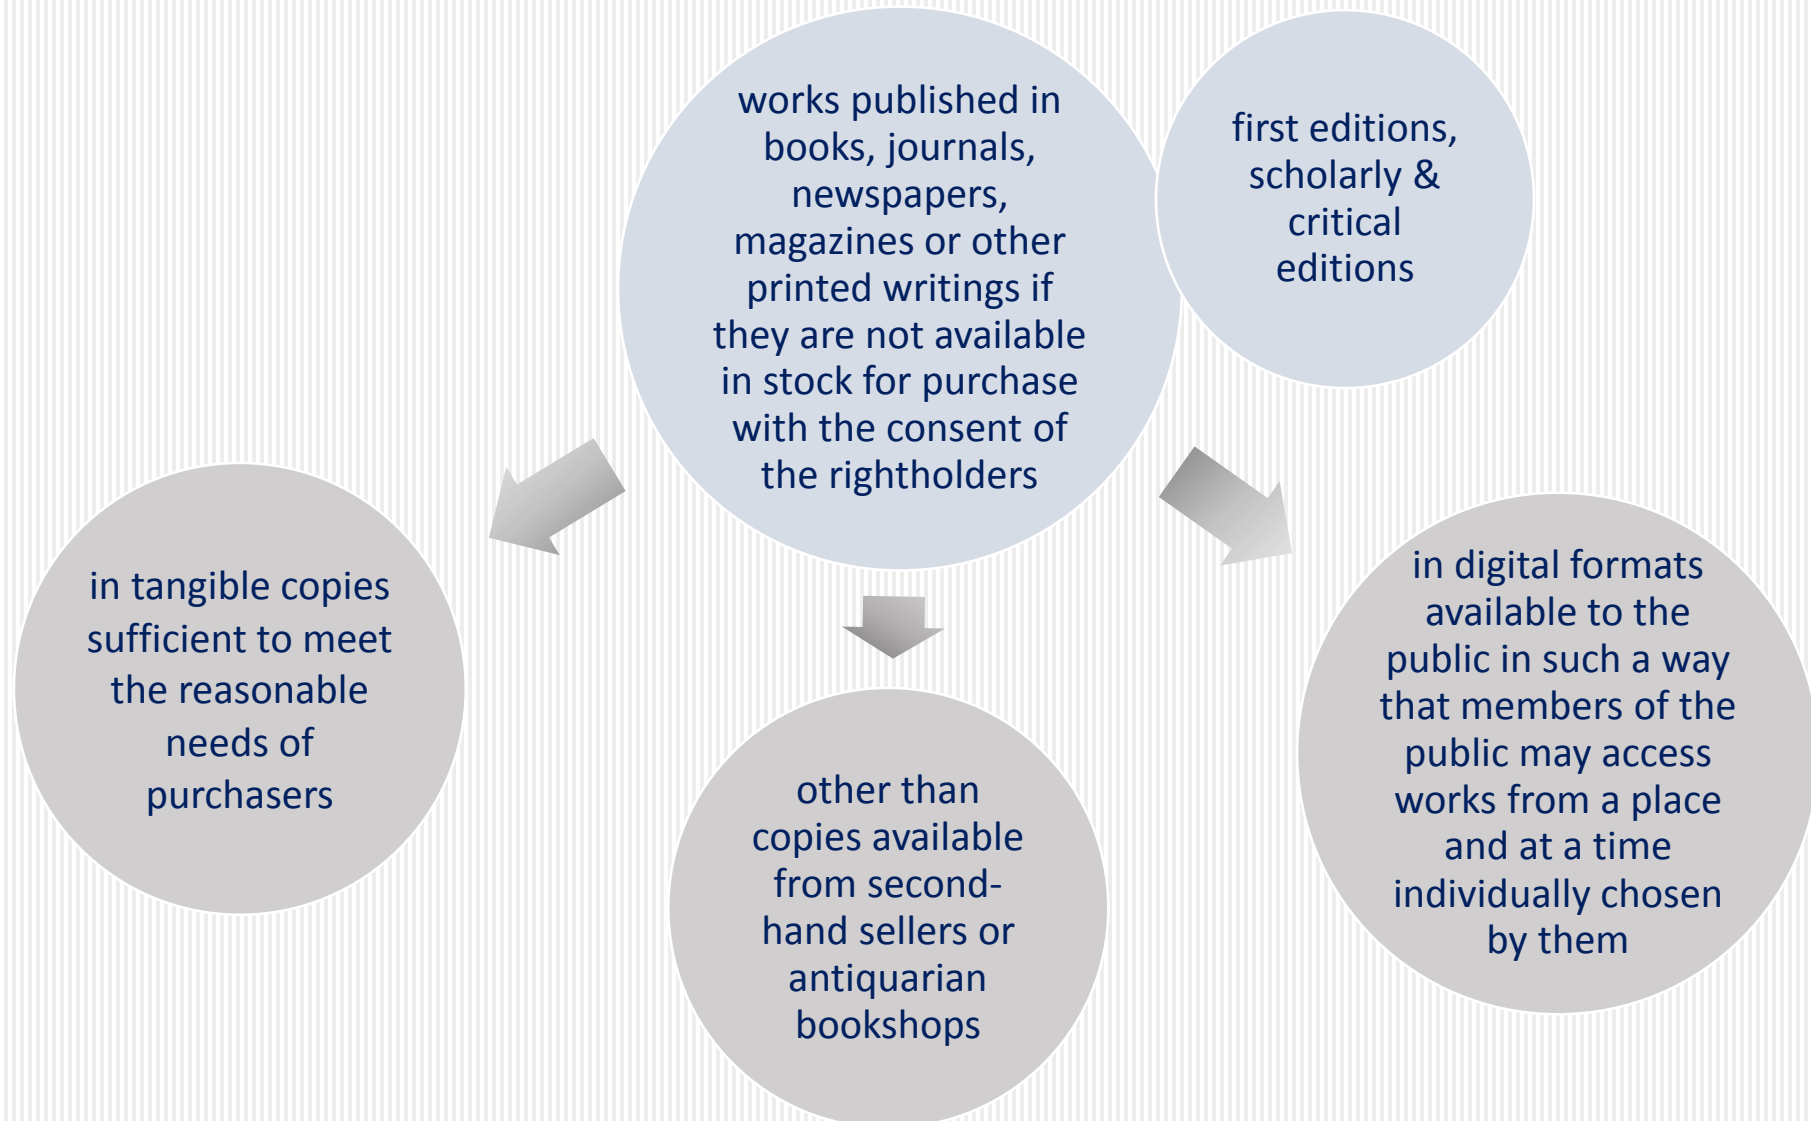 works published in
books, journals,
newspapers,
magazines or other
printed writings if
they are not available
in stock for purchase
with the consent of
the rightholders
first editions,
scholarly &
critical
editions
in tangible copies
sufficient to meet
the reasonable
needs of
purchasers
other than
copies available
from second-
hand sellers or
antiquarian
bookshops
in digital formats
available to the
public in such a way
that members of the
public may access
works from a place
and at a time
individually chosen
by them